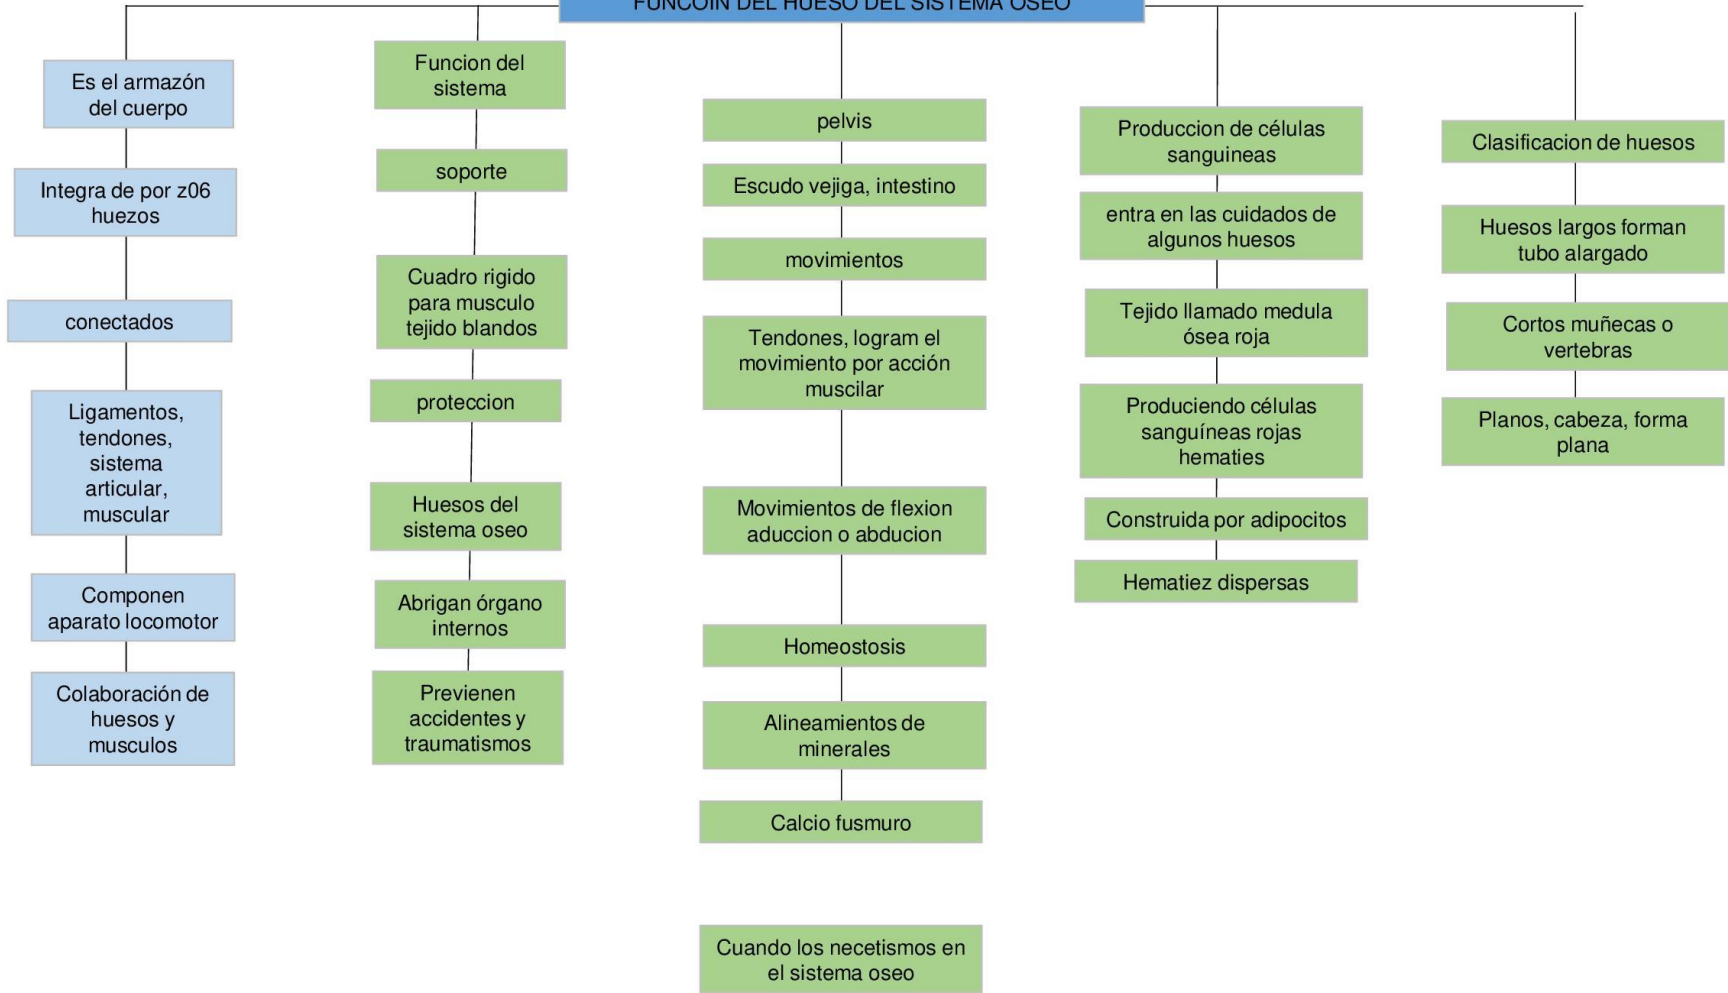 FUNCOIN DEL HUESO DEL SISTEMA OSEO
Es el armazón
del cuerpo
Integra de por z06
huezos
conectados
Ligamentos,
tendones,
sistema
articular,
muscular
Componen
aparato locomotor
Colaboración de
huesos y
musculos
Funcion del
sistema
soporte
Cuadro rigido
para musculo
tejido blandos
proteccion
Huesos del
sistema oseo
Abrigan órgano
internos
Previenen
accidentes y
traumatismos
pelvis
Escudo vejiga, intestino
movimientos
Tendones, logram el
movimiento por acción
muscilar
Movimientos de flexion
aduccion o abducion
Homeostosis
Alineamientos de
minerales
Calcio fusmuro
Cuando los necetismos en
el sistema oseo
Produccion de células
sanguineas
entra en las cuidados de
algunos huesos
Tejido llamado medula
ósea roja
Produciendo células
sanguíneas rojas
hematies
Construida por adipocitos
Hematiez dispersas
Clasificacion de huesos
Huesos largos forman
tubo alargado
Cortos muñecas o
vertebras
Planos, cabeza, forma
plana